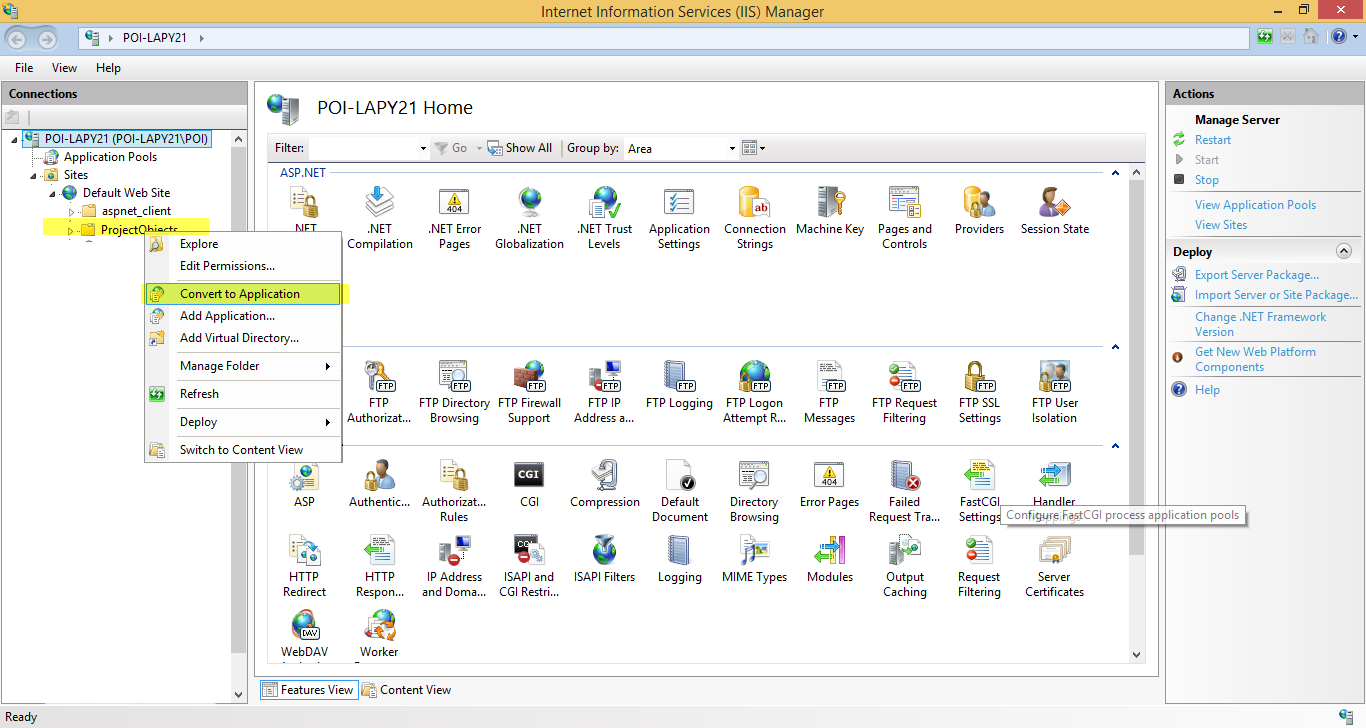 Internet Information Services (IIS) Manager
POI-LAPY21
File View Help
Connections
POI-LAPY21 (POI-LAPY21\POI)
Application Pools
Sites
Default Web Site
aspnet_client
ProjectObjects
Explore
Edit Permissions...
Convert to Application
Add Application...
Add Virtual Directory...
Manage Folder
Refresh
Deploy
Switch to Content View
POI-LAPY21 Home
Filter: Go Show All Group by: Area
ASP.NET
.NET
.NET
Compilation
.NET Error
Pages
.NET
Globalization
.NET Trust
Levels
Application
Settings
Connection
Strings
Machine Key
Pages and
Controls
Providers
Session State
FTP
Authorizat...
FTP Directory
Browsing
FTP Firewall
Support
FTP IP
Address a...
FTP Logging
FTP Logon
Attempt R...
FTP
Messages
FTP Request
Filtering
FTP SSL
Settings
FTP User
Isolation
ASP
Authentic...
Authorizat...
Rules
CGI
Compression
Default
Document
Directory
Browsing
Error Pages
Failed
Request Tra...
FastCGI
Settings
Handler
Mappings
Configure FastCGI process application pools
HTTP
Redirect
HTTP
Respon...
IP Address
and Doma...
ISAPI and
CGI Restri...
ISAPI Filters
Logging
MIME Types
Modules
Output
Caching
Request
Filtering
Server
Certificates
WebDAV
Worker
Features View
Content View
Actions
Manage Server
Restart
Start
Stop
View Application Pools
View Sites
Deploy
Export Server Package...
Import Server or Site Package...
Change .NET Framework
Version
Get New Web Platform
Components
Help
Ready